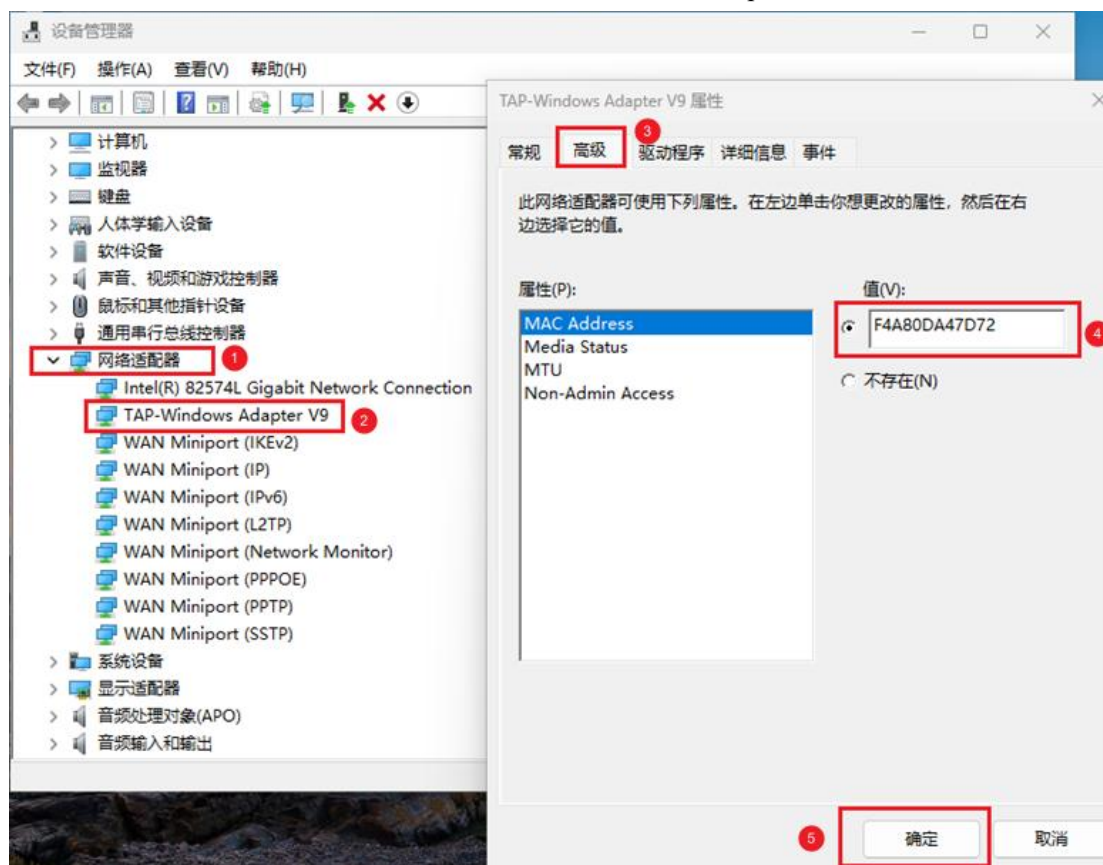 设备管理器
文件(F) 操作(A) 查看(V) 帮助(H)
计算机
监视器
键盘
人体学输入设备
软件设备
声音、视频和游戏控制器
鼠标和其他指针设备
通用串行总线控制器
网络适配器 1
Intel(R) 82574L Gigabit Network Connection
TAP-Windows Adapter V9 2
WAN Miniport (IKEv2)
WAN Miniport (IP)
WAN Miniport (IPv6)
WAN Miniport (L2TP)
WAN Miniport (Network Monitor)
WAN Miniport (PPPOE)
WAN Miniport (PPTP)
WAN Miniport (SSTP)
系统设备
显示适配器
音频处理对象(APO)
音频输入和输出
TAP-Windows Adapter V9 属性
3
常规 高级 驱动程序 详细信息 事件
此网络适配器可使用下列属性。在左边单击你想更改的属性，然后在右
边选择它的值。
属性(P): 值(V):
MAC Address F4A80DA47D72 4
Media Status
MTU
Non-Admin Access
不存在(N)
5 确定 取消